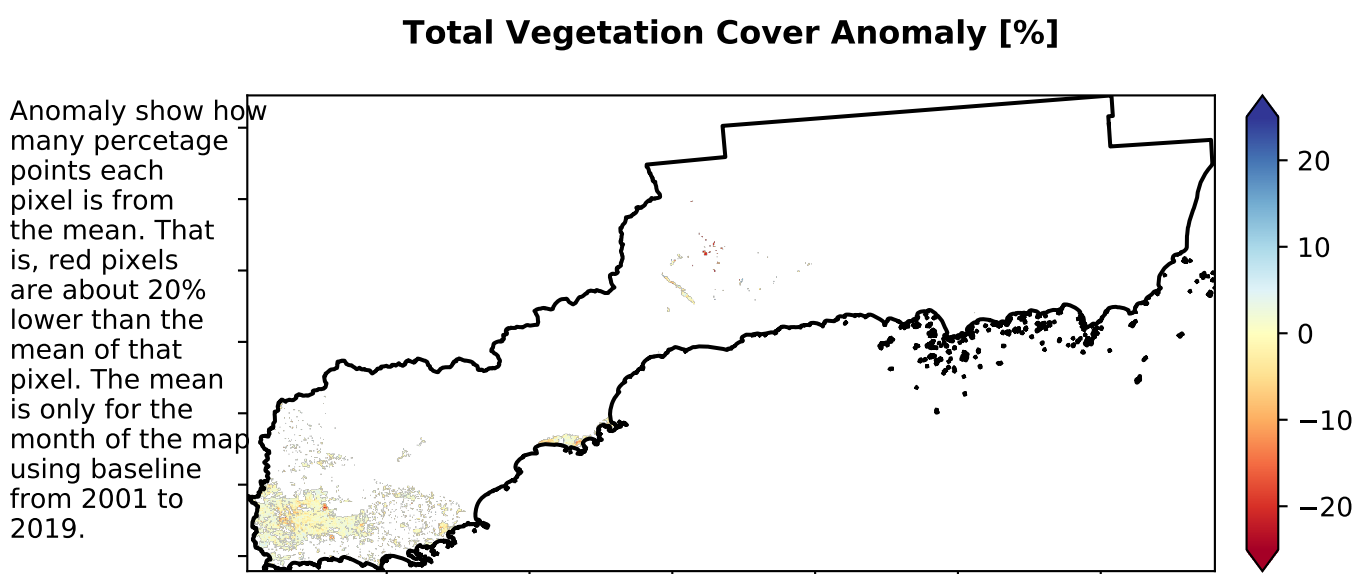 Total Vegetation Cover Anomaly [%]
Anomaly show how
many percetage
points each
pixel is from
the mean. That
is, red pixels
are about 20%
lower than the
mean of that
pixel. The mean
is only for the
month of the map
using baseline
from 2001 to
2019.
20
10
0
−10
−20